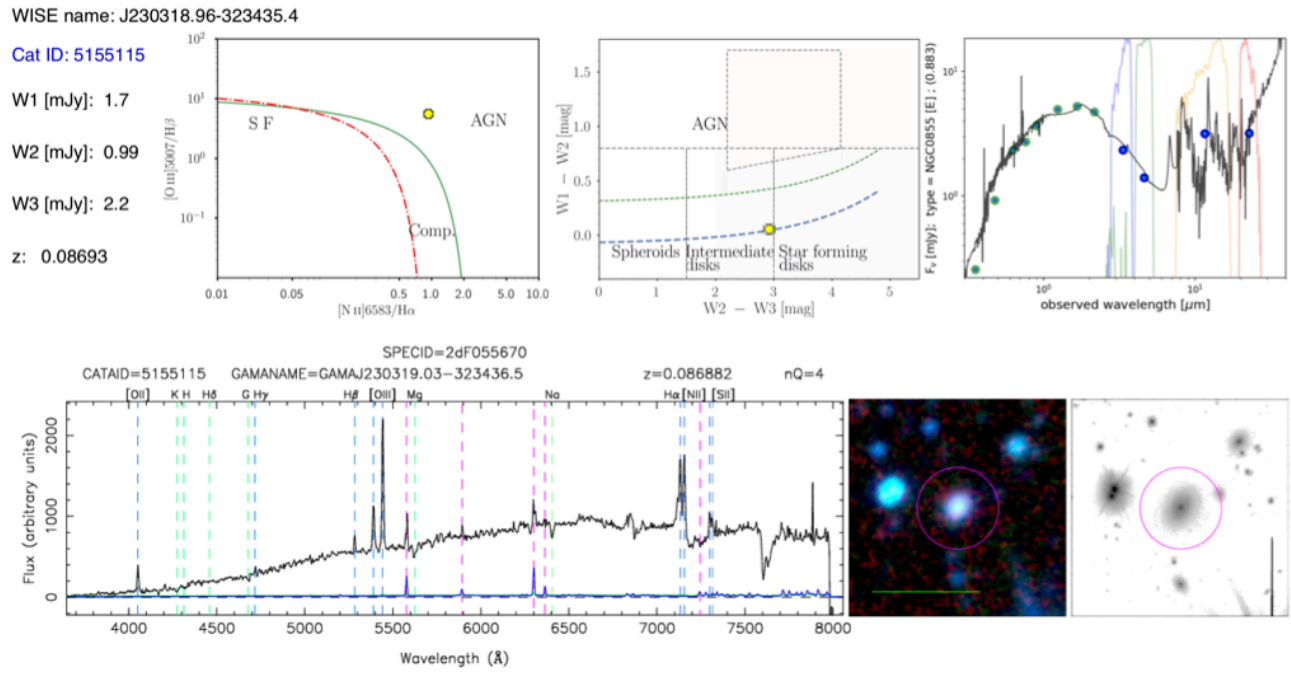 WISE name: J230318.96-323435.4
Cat ID: 5155115
W1 [mJy]: 1.7
W2 [mJy]: 0.99
W3 [mJy]: 2.2
z: 0.08693
10²
10¹
10⁰
10⁻¹
[O III]5007/Hβ
S F
AGN
Comp.
0.01 0.05 0.5 1.0 2.0 5.0 10.0
[N II]6583/Hα
1.5
1.0
0.5
0.0
W1 − W2 [mag]
AGN
Spheroids
Intermediate
disks
Star forming
disks
0 1 2 3 4 5
W2 − W3 [mag]
Fν [mJy]; type = NGC0855 [E] ; (0.883)
10¹
10⁰
10⁰ 10¹
observed wavelength [μm]
SPECID=2dF055670
CATAID=5155115 GAMANAME=GAMAJ230319.03−323436.5 z=0.086882 nQ=4
[OII] K H Hδ G Hγ Hβ [OIII] Mg Na Hα [NII] [SII]
2000
1000
0
Flux (arbitrary units)
4000 4500 5000 5500 6000 6500 7000 7500 8000
Wavelength (Å)